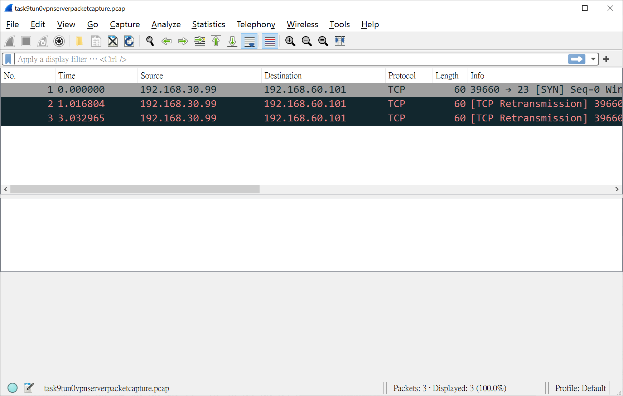 task9tun0vpnserverpacketcapture.pcap
File Edit View Go Capture Analyze Statistics Telephony Wireless Tools Help
Apply a display filter ... <Ctrl-/>
No. Time Source Destination Protocol Length Info
1 0.000000 192.168.30.99 192.168.60.101 TCP 60 39660 → 23 [SYN] Seq=0 Win
2 1.016804 192.168.30.99 192.168.60.101 TCP 60 [TCP Retransmission] 39660
3 3.032965 192.168.30.99 192.168.60.101 TCP 60 [TCP Retransmission] 39660
task9tun0vpnserverpacketcapture.pcap Packets: 3 · Displayed: 3 (100.0%) Profile: Default